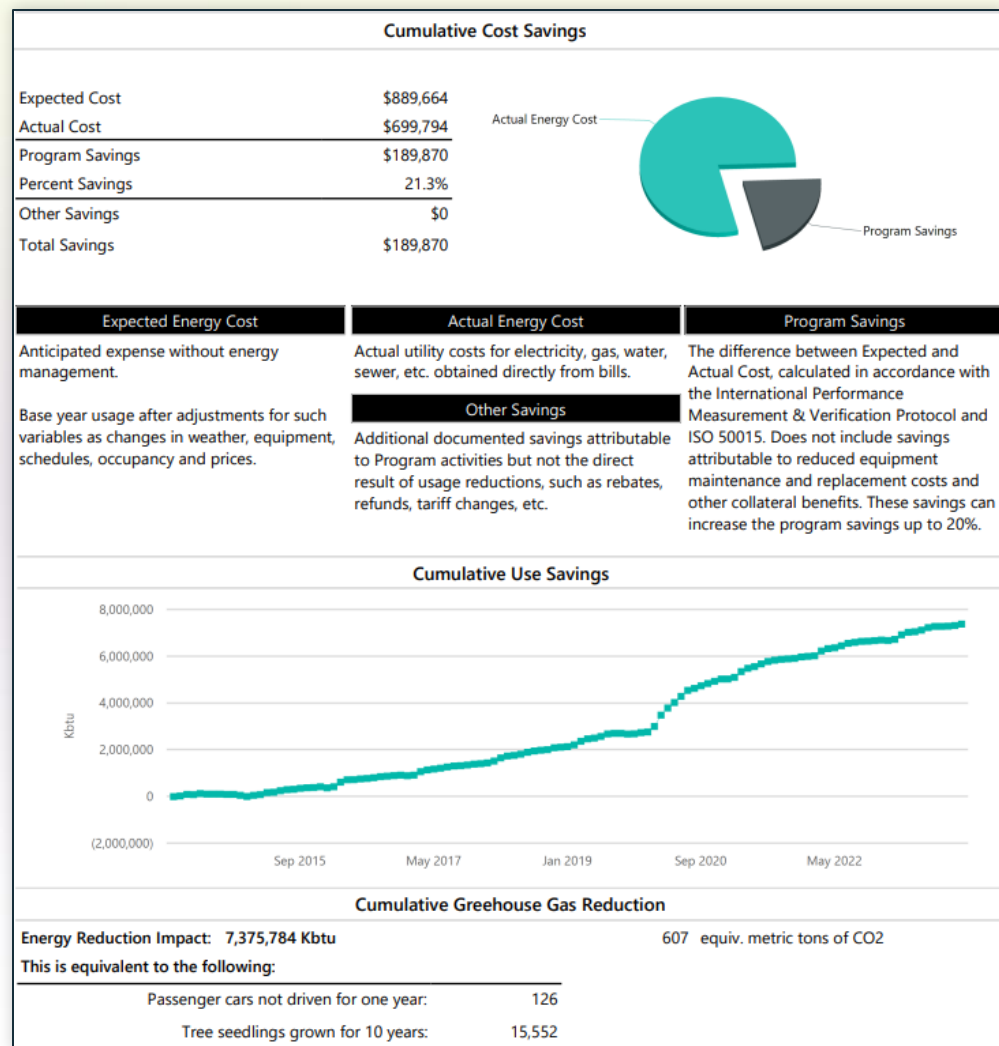 Cumulative Cost Savings
Expected Cost $889,664
Actual Cost $699,794
Program Savings $189,870
Percent Savings 21.3%
Other Savings $0
Total Savings $189,870
Actual Energy Cost
Program Savings
Expected Energy Cost
Anticipated expense without energy
management.
Base year usage after adjustments for such
variables as changes in weather, equipment,
schedules, occupancy and prices.
Actual Energy Cost
Actual utility costs for electricity, gas, water,
sewer, etc. obtained directly from bills.
Other Savings
Additional documented savings attributable
to Program activities but not the direct
result of usage reductions, such as rebates,
refunds, tariff changes, etc.
Program Savings
The difference between Expected and
Actual Cost, calculated in accordance with
the International Performance
Measurement & Verification Protocol and
ISO 50015. Does not include savings
attributable to reduced equipment
maintenance and replacement costs and
other collateral benefits. These savings can
increase the program savings up to 20%.
Cumulative Use Savings
Kbtu
8,000,000
6,000,000
4,000,000
2,000,000
0
(2,000,000)
Sep 2015 May 2017 Jan 2019 Sep 2020 May 2022
Cumulative Greehouse Gas Reduction
Energy Reduction Impact: 7,375,784 Kbtu 607 equiv. metric tons of CO2
This is equivalent to the following:
Passenger cars not driven for one year: 126
Tree seedlings grown for 10 years: 15,552